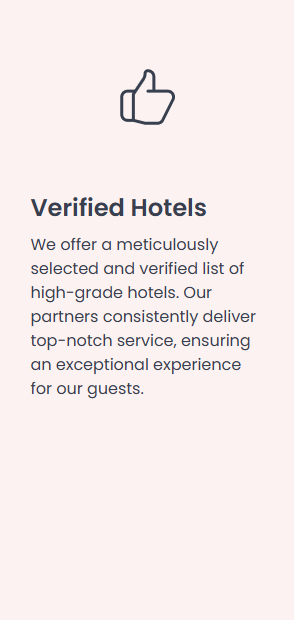 Verified Hotels
We offer a meticulously
selected and verified list of
high-grade hotels. Our
partners consistently deliver
top-notch service, ensuring
an exceptional experience
for our guests.